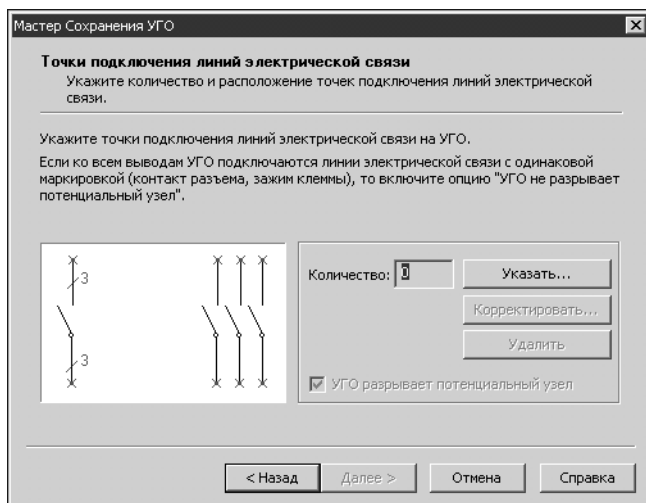 Мастер Сохранения УГО
Точки подключения линий электрической связи
Укажите количество и расположение точек подключения линий электрической
связи.
Укажите точки подключения линий электрической связи на УГО.
Если ко всем выводам УГО подключаются линии электрической связи с одинаковой
маркировкой (контакт разъема, зажим клеммы), то включите опцию "УГО не разрывает
потенциальный узел".
3
3
Количество: 0
Указать...
Корректировать...
Удалить
УГО разрывает потенциальный узел
< Назад
Далее >
Отмена
Справка